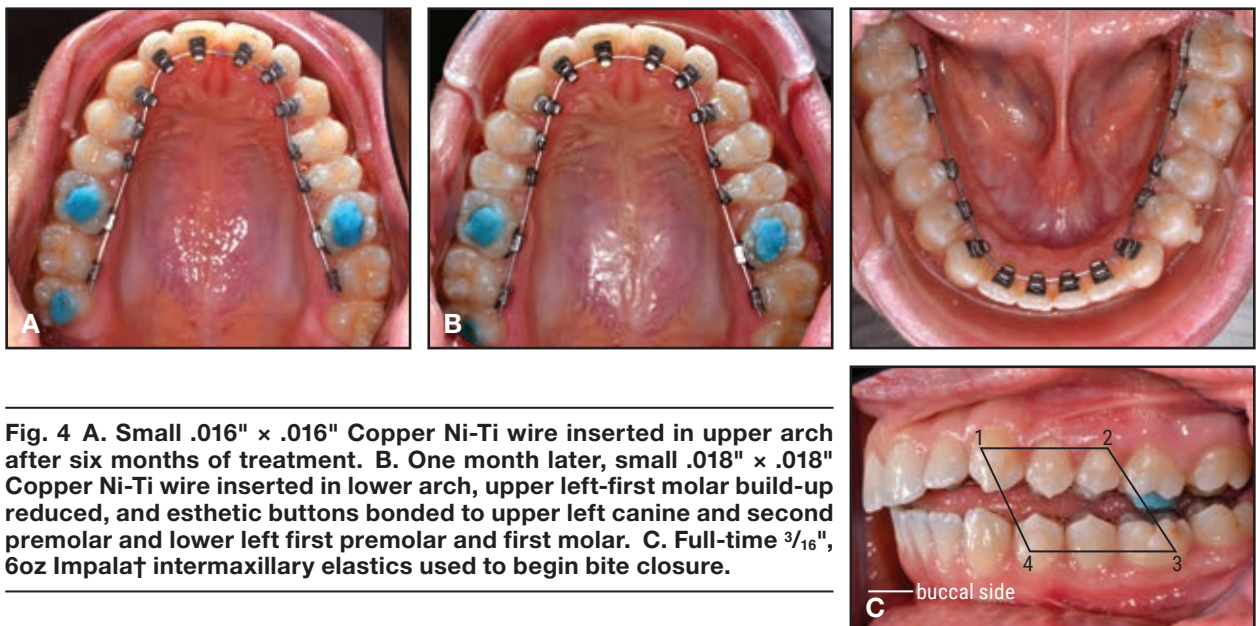 A
B
1 2
4 3
buccal side
C
Fig. 4 A. Small .016" × .016" Copper Ni-Ti wire inserted in upper arch
after six months of treatment. B. One month later, small .018" × .018"
Copper Ni-Ti wire inserted in lower arch, upper left-first molar build-up
reduced, and esthetic buttons bonded to upper left canine and second
premolar and lower left first premolar and first molar. C. Full-time 3/16",
6oz Impala† intermaxillary elastics used to begin bite closure.